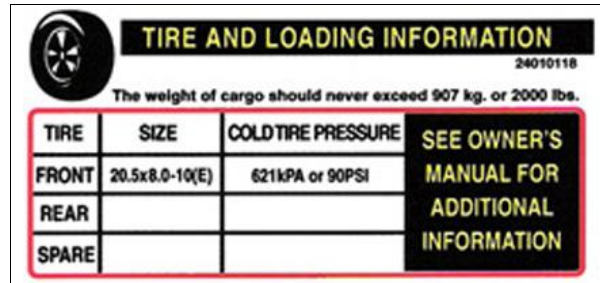 TIRE AND LOADING INFORMATION
24010118
The weight of cargo should never exceed 907 kg. or 2000 lbs.
TIRE SIZE COLD TIRE PRESSURE
FRONT 20.5x8.0-10(E) 621kPA or 90PSI
REAR
SPARE
SEE OWNER'S
MANUAL FOR
ADDITIONAL
INFORMATION